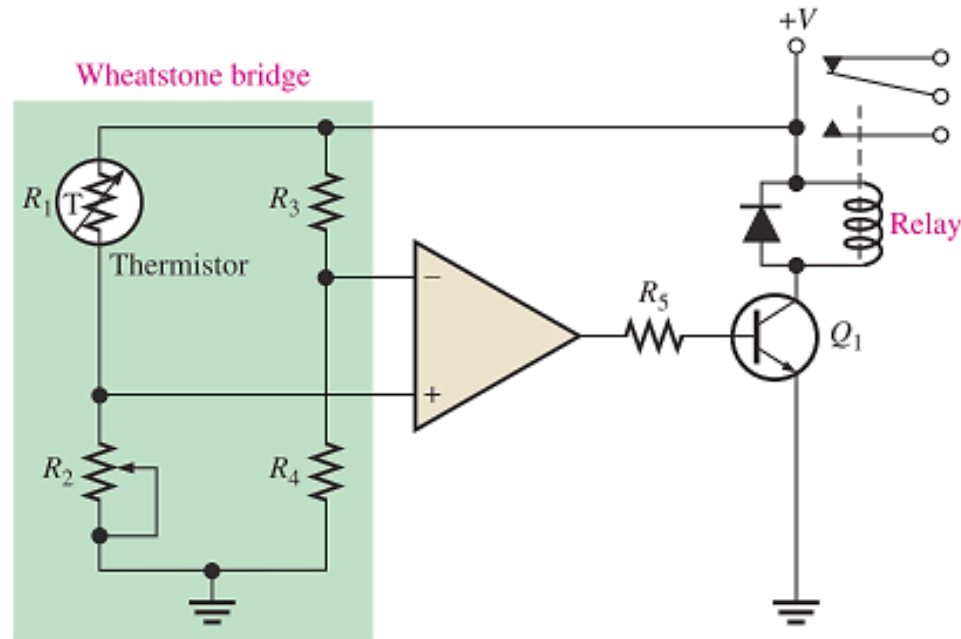 +V
Wheatstone bridge
R1
T
R3
Relay
Thermistor
−
R5
Q1
+
R2
R4